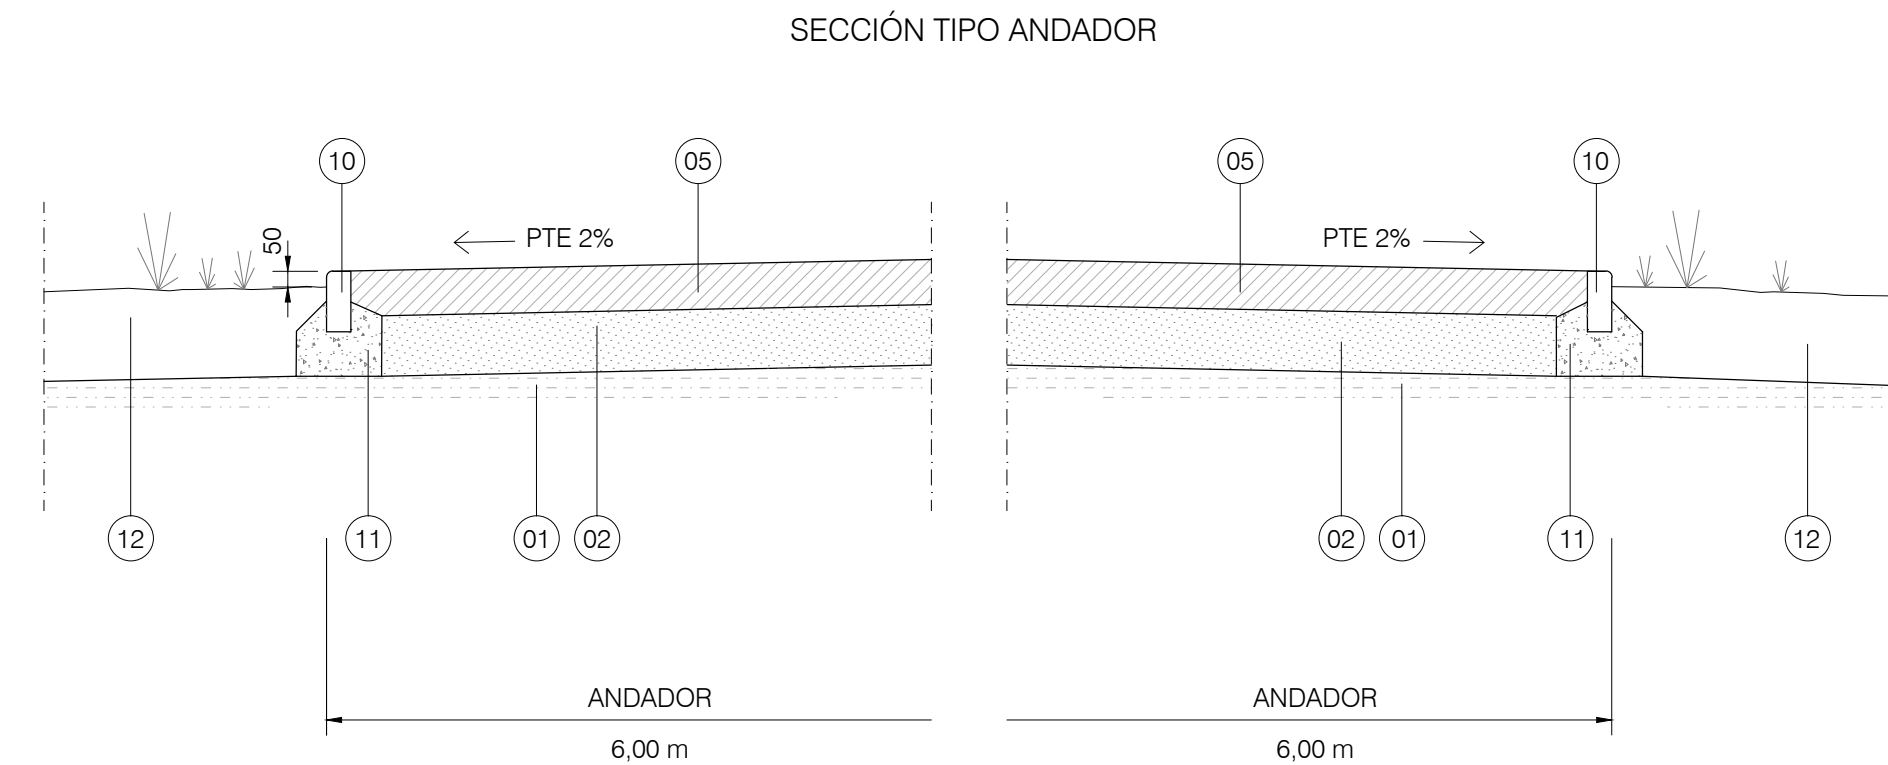 SECCIÓN TIPO ANDADOR
10
05
05
10
50
PTE 2%
PTE 2%
12
11
01
02
02
01
11
12
ANDADOR
ANDADOR
6,00 m
6,00 m